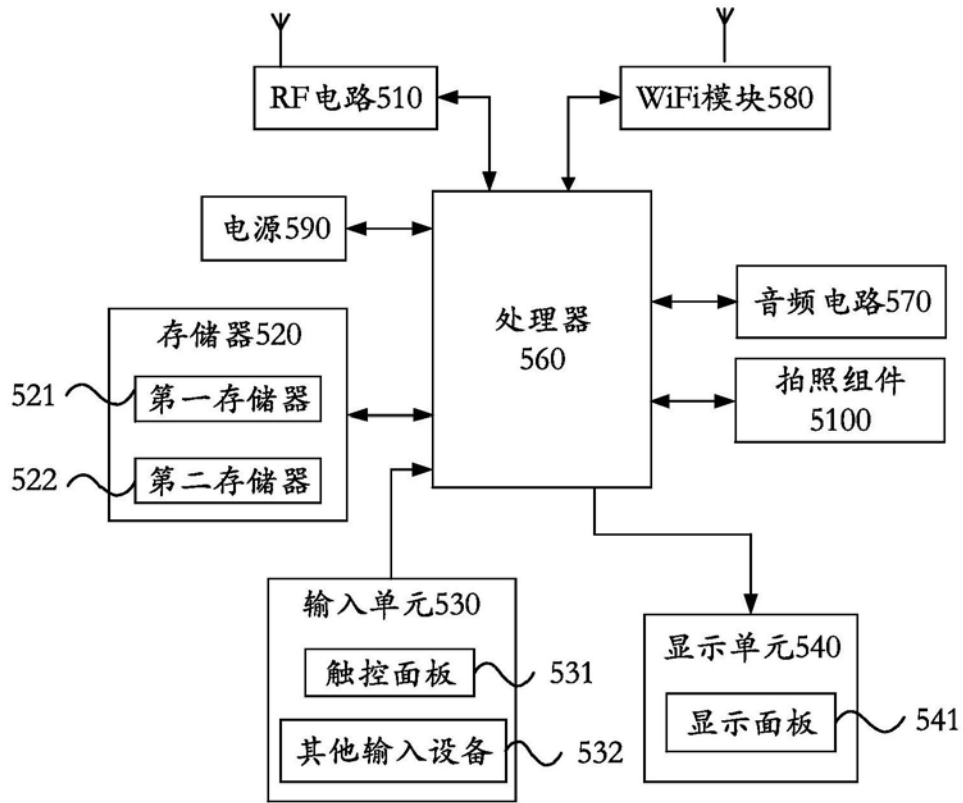 RF电路510
WiFi模块580
电源590
处理器
560
音频电路570
存储器520
拍照组件
5100
521
第一存储器
522
第二存储器
输入单元530
触控面板
531
其他输入设备
532
显示单元540
显示面板
541